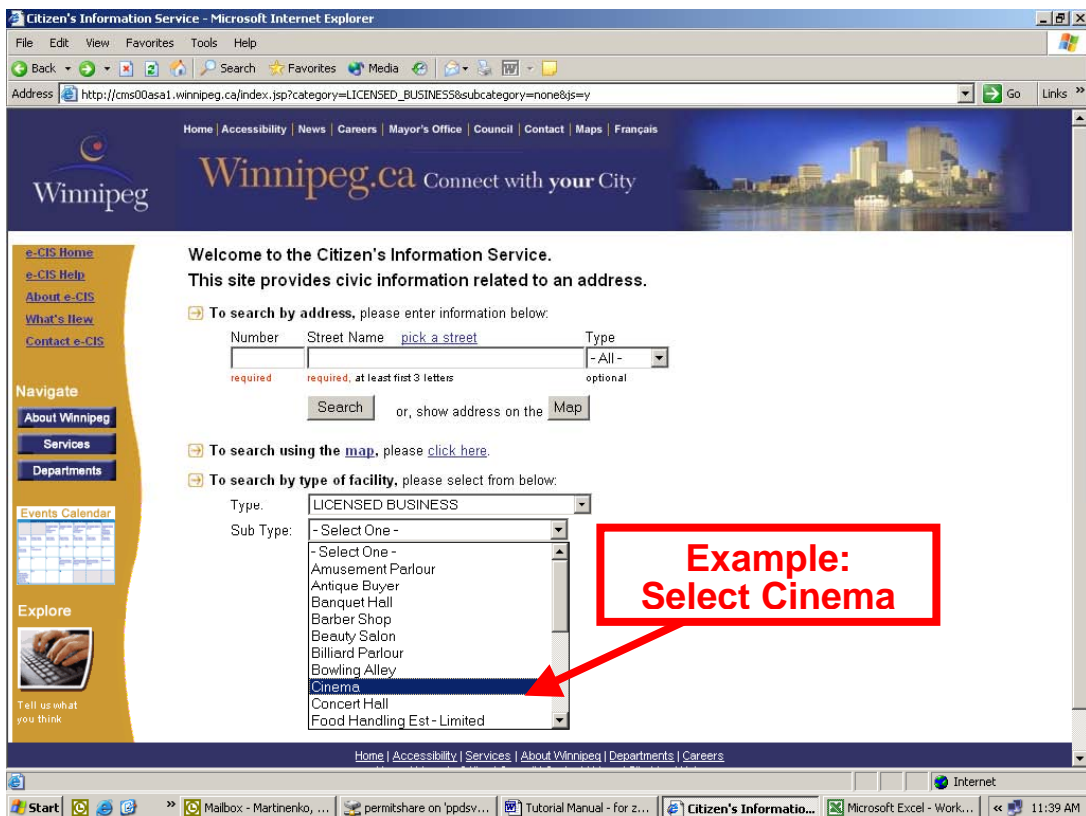 Citizen's Information Service - Microsoft Internet Explorer
File Edit View Favorites Tools Help
Back Search Favorites Media
Address http://cms00asa1.winnipeg.ca/index.jsp?category=LICENSED_BUSINESS&subcategory=none&js=y Go Links »
Home | Accessibility | News | Careers | Mayor's Office | Council | Contact | Maps | Français
Winnipeg
Winnipeg.ca Connect with your City
e-CIS Home
e-CIS Help
About e-CIS
What's New
Contact e-CIS
Navigate
About Winnipeg
Services
Departments
Events Calendar
Explore
Tell us what
you think
Welcome to the Citizen's Information Service.
This site provides civic information related to an address.
To search by address, please enter information below:
Number Street Name pick a street Type
- All -
required required, at least first 3 letters optional
Search or, show address on the Map
To search using the map, please click here.
To search by type of facility, please select from below:
Type: LICENSED BUSINESS
Sub Type: - Select One -
- Select One -
Amusement Parlour
Antique Buyer
Banquet Hall
Barber Shop
Beauty Salon
Billiard Parlour
Bowling Alley
Cinema
Concert Hall
Food Handling Est - Limited
Example:
Select Cinema
Home | Accessibility | Services | About Winnipeg | Departments | Careers
Internet
Start » Mailbox - Martinenko, ... permitshare on 'ppdsv... Tutorial Manual - for z... Citizen's Informatio... Microsoft Excel - Work... « 11:39 AM